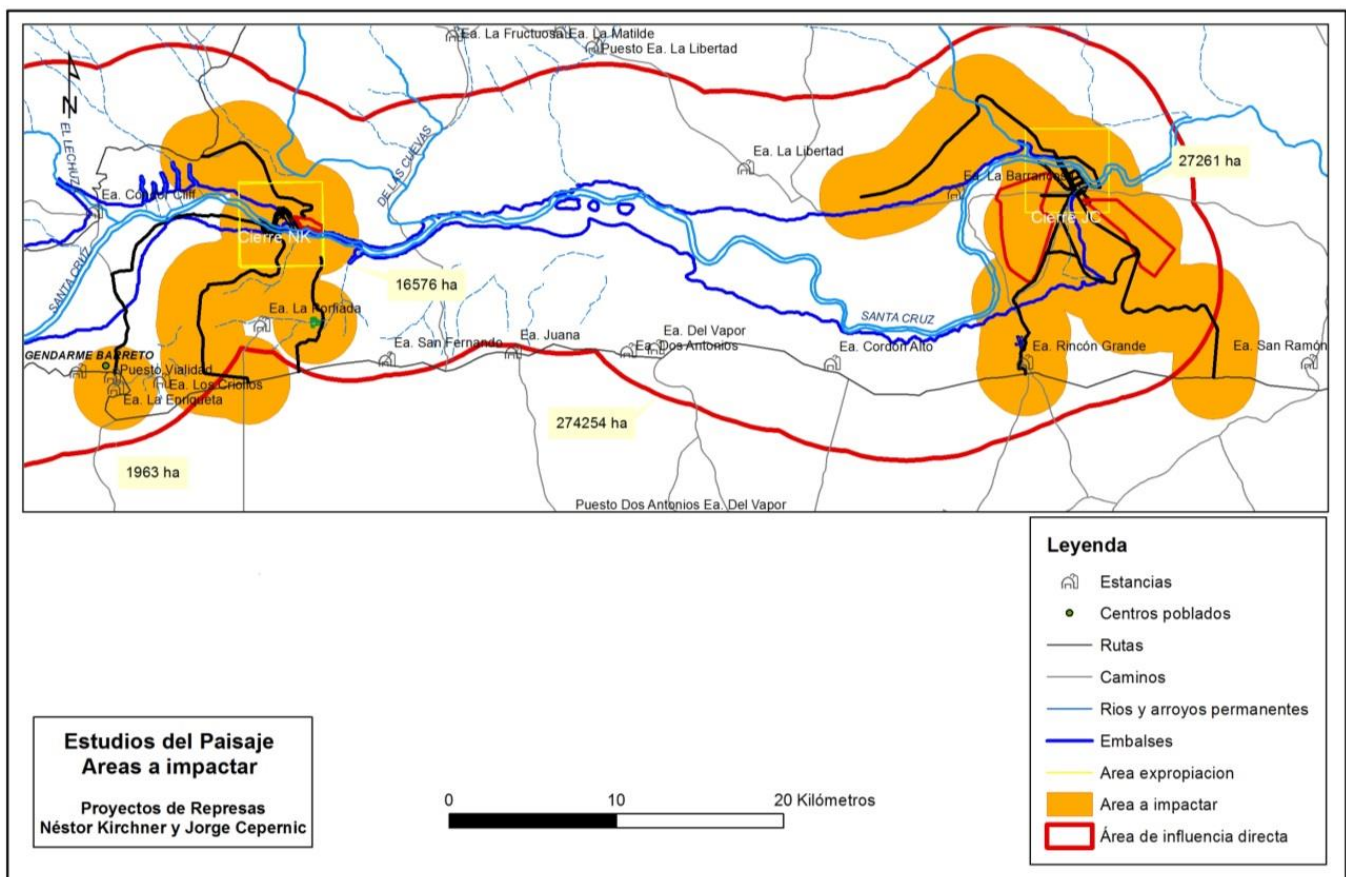 Ea. La Fructuosa
Ea. La Matilde
Puesto Ea. La Libertad
N
EL LECHUZ
DE LAS CUEVAS
Ea. La Libertad
27261 ha
Ea. La Barrancosa
Ea. Cóndor Cliff
Cierre NK
Cierre JC
SANTA CRUZ
16576 ha
Ea. La Porfiada
SANTA CRUZ
GENDARME BARRETO
Puesto Vialidad
Ea. Los Criollos
Ea. La Enriqueta
Ea. San Fernando
Ea. Juana
Ea. Del Vapor
Ea. Dos Antonios
Ea. Cordón Alto
Ea. Rincón Grande
Ea. San Ramón
274254 ha
1963 ha
Puesto Dos Antonios Ea. Del Vapor
Leyenda
Estancias
Centros poblados
Rutas
Caminos
Rios y arroyos permanentes
Embalses
Area expropiacion
Area a impactar
Área de influencia directa
Estudios del Paisaje
Areas a impactar
Proyectos de Represas
Néstor Kirchner y Jorge Cepernic
0 10 20 Kilómetros